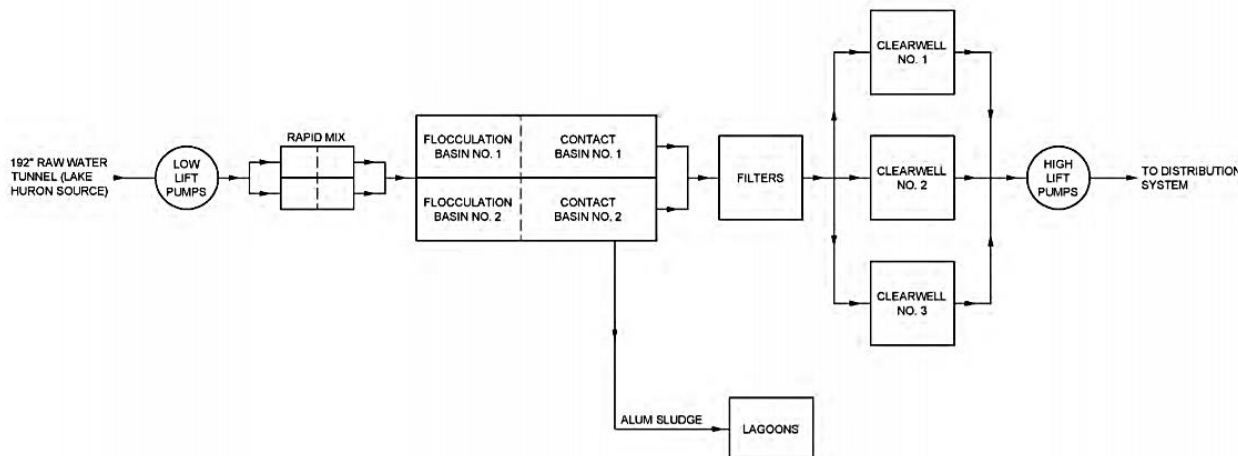 192" RAW WATER
TUNNEL (LAKE
HURON SOURCE)
LOW
LIFT
PUMPS
RAPID MIX
FLOCCULATION
BASIN NO. 1
CONTACT
BASIN NO. 1
FLOCCULATION
BASIN NO. 2
CONTACT
BASIN NO. 2
FILTERS
CLEARWELL
NO. 1
CLEARWELL
NO. 2
CLEARWELL
NO. 3
HIGH
LIFT
PUMPS
TO DISTRIBUTION
SYSTEM
ALUM SLUDGE
LAGOONS